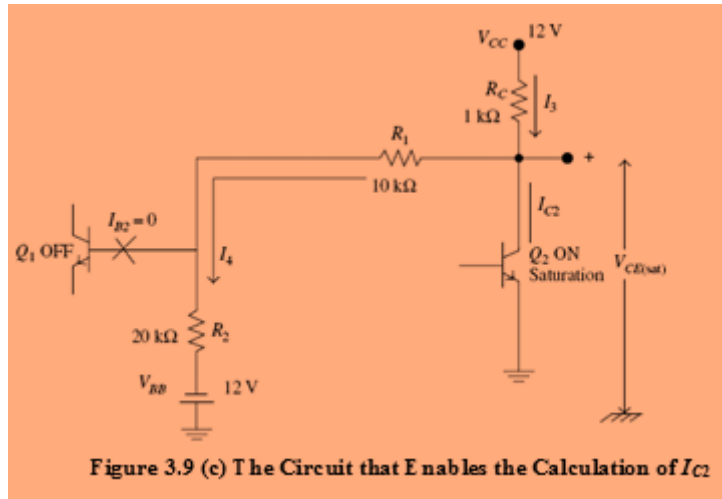 V_CC 12 V
R_C
1 kΩ
I_3
R_1
10 kΩ
I_B2 = 0
Q_1 OFF
I_4
I_C2
Q_2 ON
Saturation
V_CE(sat)
+
20 kΩ R_2
V_BB 12 V
Figure 3.9 (c) The Circuit that Enables the Calculation of I_C2